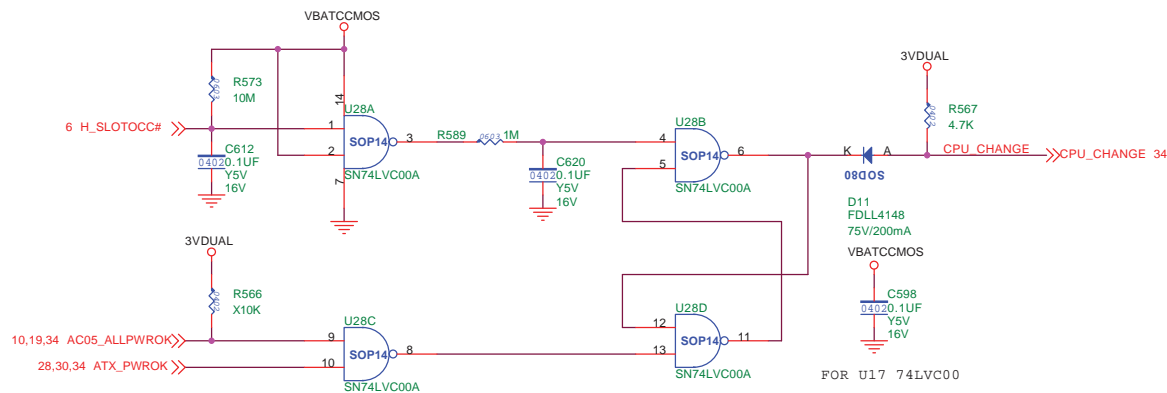 VBATCCMOS
3VDUAL
R573
0603
10M
14
U28A
R567
0402
4.7K
6 H_SLOTOCC#
1
2
SOP14
3
R589
0603
1M
U28B
4
5
SOP14
6
K
A
CPU_CHANGE
CPU_CHANGE 34
C612
0402
0.1UF
Y5V
16V
7
SN74LVC00A
C620
0402
0.1UF
Y5V
16V
SN74LVC00A
SOD80
D11
FDLL4148
75V/200mA
3VDUAL
VBATCCMOS
R566
0402
X10K
C598
0402
0.1UF
Y5V
16V
U28C
U28D
10,19,34 AC05_ALLPWROK
9
28,30,34 ATX_PWROK
10
SOP14
8
12
13
SOP14
11
SN74LVC00A
SN74LVC00A
FOR U17 74LVC00